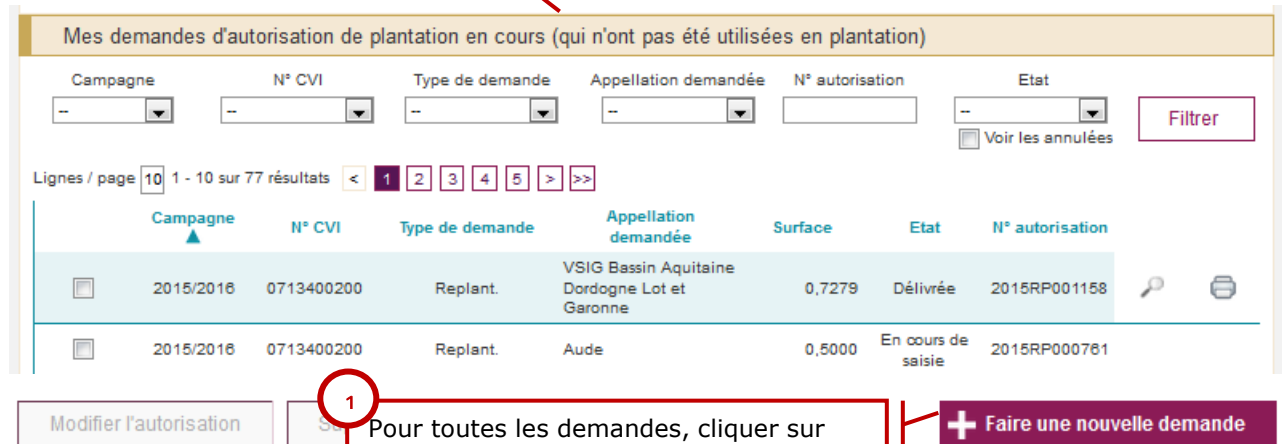 Mes demandes d'autorisation de plantation en cours (qui n'ont pas été utilisées en plantation)
Campagne N° CVI Type de demande Appellation demandée N° autorisation Etat
-- -- -- -- --
Filtrer
Voir les annulées
Lignes / page 10 1 - 10 sur 77 résultats < 1 2 3 4 5 > >>
Campagne N° CVI Type de demande Appellation demandée Surface Etat N° autorisation
2015/2016 0713400200 Replant. VSIG Bassin Aquitaine Dordogne Lot et Garonne 0,7279 Délivrée 2015RP001158
2015/2016 0713400200 Replant. Aude 0,5000 En cours de saisie 2015RP000761
Modifier l'autorisation
1
Pour toutes les demandes, cliquer sur
Faire une nouvelle demande